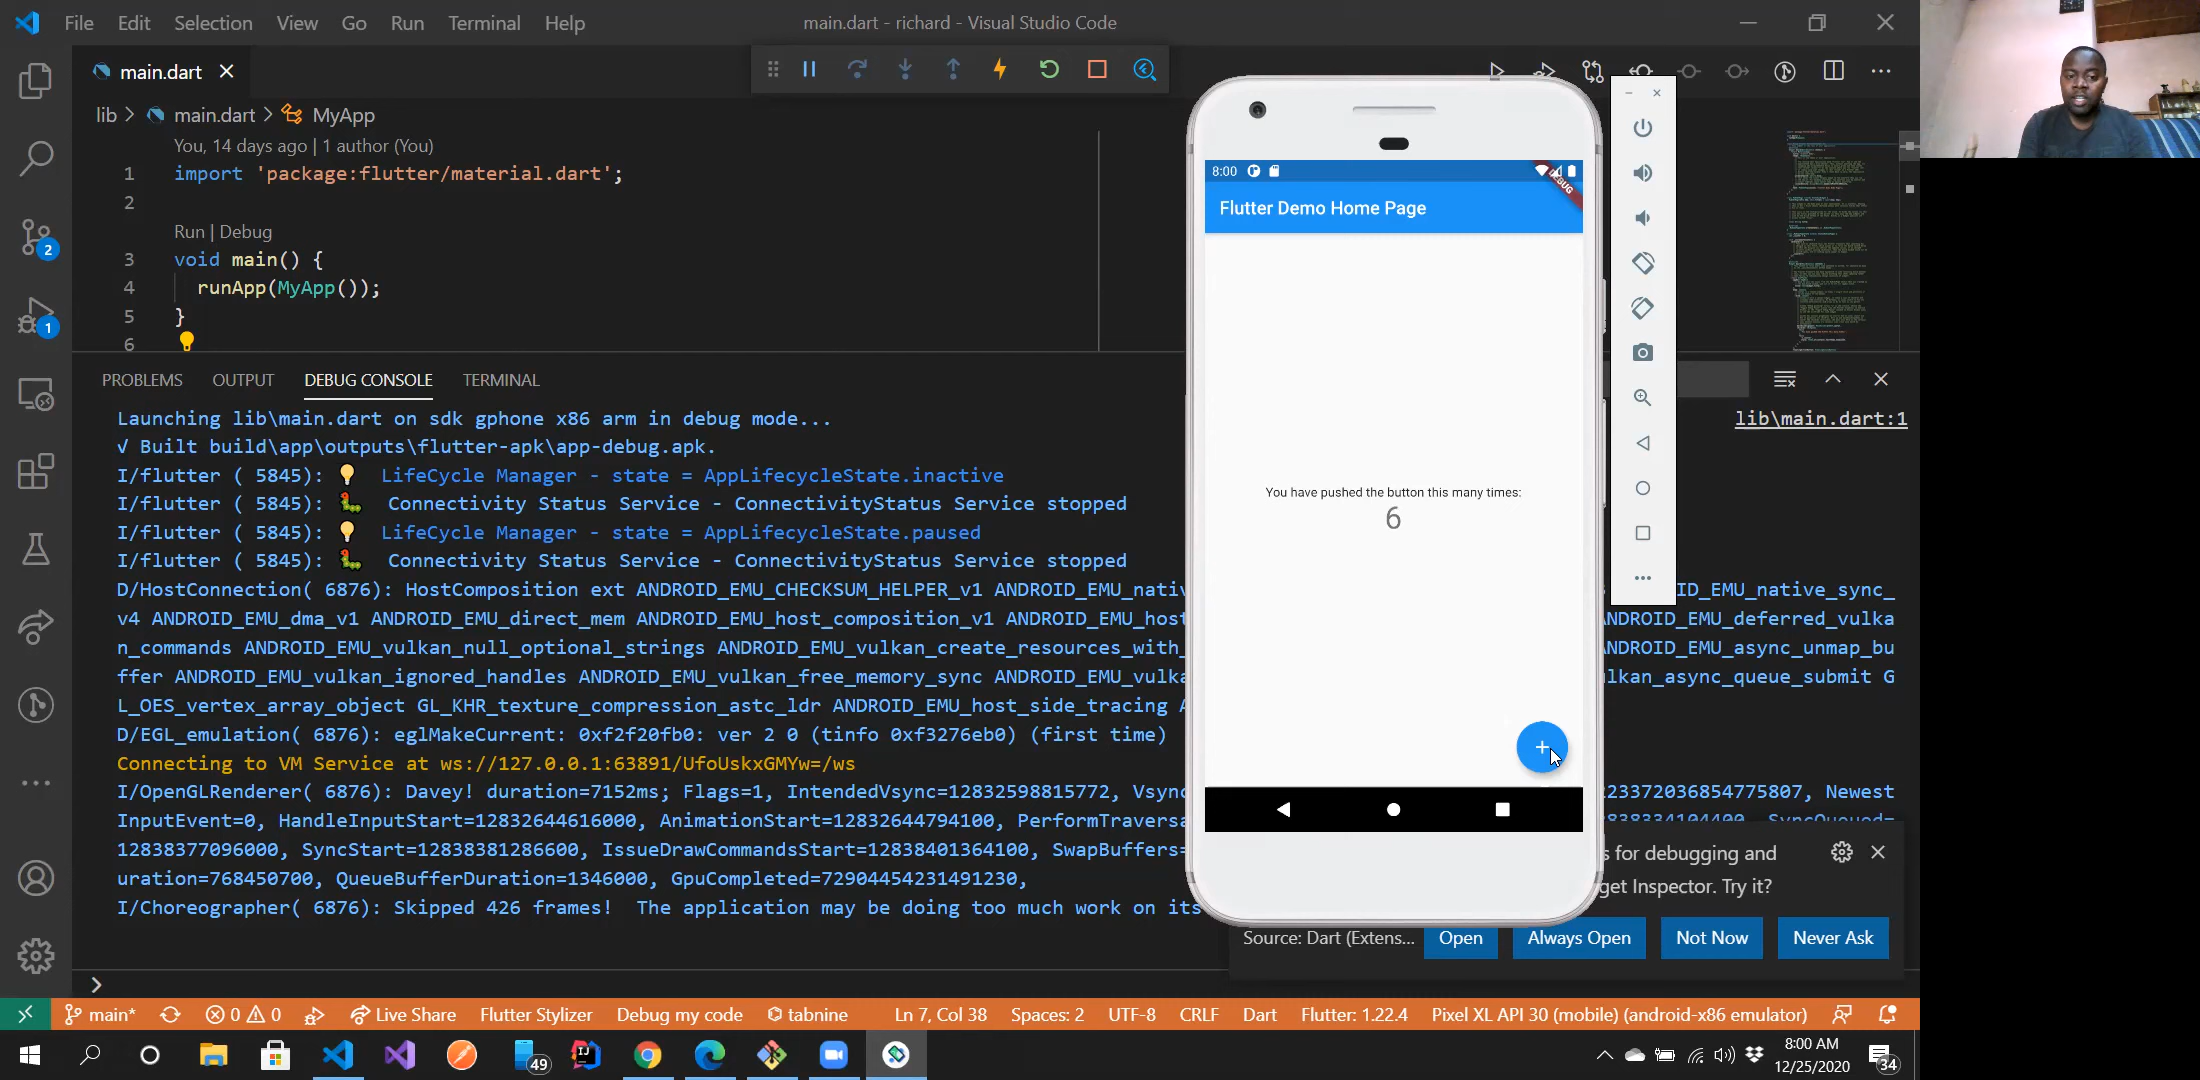 File Edit Selection View Go Run Terminal Help
main.dart - richard - Visual Studio Code
main.dart
lib > main.dart > MyApp
You, 14 days ago | 1 author (You)
1 import 'package:flutter/material.dart';
2
Run | Debug
3 void main() {
4 runApp(MyApp());
5 }
6
PROBLEMS OUTPUT DEBUG CONSOLE TERMINAL
Launching lib\main.dart on sdk gphone x86 arm in debug mode...
lib\main.dart:1
√ Built build\app\outputs\flutter-apk\app-debug.apk.
I/flutter ( 5845): 💡 LifeCycle Manager - state = AppLifecycleState.inactive
I/flutter ( 5845): 🐛 Connectivity Status Service - ConnectivityStatus Service stopped
I/flutter ( 5845): 💡 LifeCycle Manager - state = AppLifecycleState.paused
I/flutter ( 5845): 🐛 Connectivity Status Service - ConnectivityStatus Service stopped
D/HostConnection( 6876): HostComposition ext ANDROID_EMU_CHECKSUM_HELPER_v1 ANDROID_EMU_nativ ID_EMU_native_sync_
v4 ANDROID_EMU_dma_v1 ANDROID_EMU_direct_mem ANDROID_EMU_host_composition_v1 ANDROID_EMU_host ANDROID_EMU_deferred_vulka
n_commands ANDROID_EMU_vulkan_null_optional_strings ANDROID_EMU_vulkan_create_resources_with_ ANDROID_EMU_async_unmap_bu
ffer ANDROID_EMU_vulkan_ignored_handles ANDROID_EMU_vulkan_free_memory_sync ANDROID_EMU_vulka lkan_async_queue_submit G
L_OES_vertex_array_object GL_KHR_texture_compression_astc_ldr ANDROID_EMU_host_side_tracing
D/EGL_emulation( 6876): eglMakeCurrent: 0xf2f20fb0: ver 2 0 (tinfo 0xf3276eb0) (first time)
Connecting to VM Service at ws://127.0.0.1:63891/UfoUskxGMYw=/ws
I/OpenGLRenderer( 6876): Davey! duration=7152ms; Flags=1, IntendedVsync=12832598815772, Vsync 223372036854775807, Newest
InputEvent=0, HandleInputStart=12832644616000, AnimationStart=12832644794100, PerformTraversa
12838377096000, SyncStart=12838381286600, IssueDrawCommandsStart=12838401364100, SwapBuffers=
uration=768450700, QueueBufferDuration=1346000, GpuCompleted=72904454231491230,
I/Choreographer( 6876): Skipped 426 frames! The application may be doing too much work on its
8:00
DEBUG
Flutter Demo Home Page
You have pushed the button this many times:
6
+
s for debugging and
get Inspector. Try it?
Source: Dart (Extens... Open Always Open Not Now Never Ask
2
1
main* 0 0 Live Share Flutter Stylizer Debug my code tabnine Ln 7, Col 38 Spaces: 2 UTF-8 CRLF Dart Flutter: 1.22.4 Pixel XL API 30 (mobile) (android-x86 emulator)
49
IJ
8:00 AM
12/25/2020
34